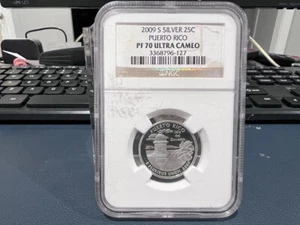 2009 S SILVER 25C
PUERTO RICO
PF 70 ULTRA CAMEO
3368796-127
PUERTO RICO